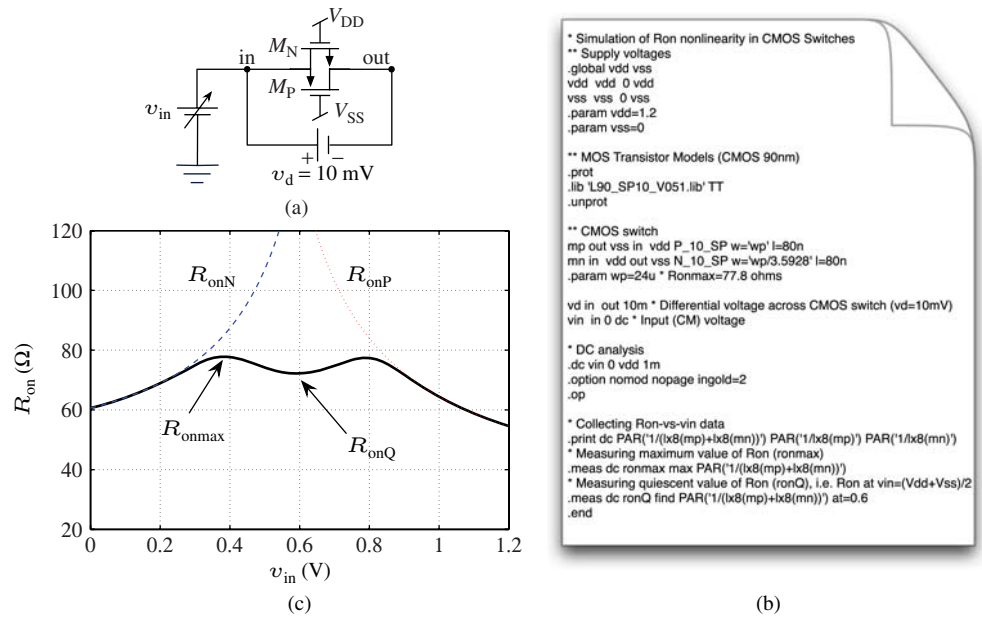 V_DD
M_N
in
out
M_P
v_in
V_SS
+ −
v_d = 10 mV
(a)
120
100
80
60
40
20
R_on (Ω)
R_onN
R_onP
R_onmax
R_onQ
0 0.2 0.4 0.6 0.8 1 1.2
v_in (V)
(c)
* Simulation of Ron nonlinearity in CMOS Switches
** Supply voltages
.global vdd vss
vdd vdd 0 vdd
vss vss 0 vss
.param vdd=1.2
.param vss=0
** MOS Transistor Models (CMOS 90nm)
.prot
.lib 'L90_SP10_V051.lib' TT
.unprot
** CMOS switch
mp out vss in vdd P_10_SP w='wp' l=80n
mn in vdd out vss N_10_SP w='wp/3.5928' l=80n
.param wp=24u * Ronmax=77.8 ohms
vd in out 10m * Differential voltage across CMOS switch (vd=10mV)
vin in 0 dc * Input (CM) voltage
* DC analysis
.dc vin 0 vdd 1m
.option nomod nopage ingold=2
.op
* Collecting Ron-vs-vin data
.print dc PAR('1/(lx8(mp)+lx8(mn))') PAR('1/lx8(mp)') PAR('1/lx8(mn)')
* Measuring maximum value of Ron (ronmax)
.meas dc ronmax max PAR('1/(lx8(mp)+lx8(mn))')
* Measuring quiescent value of Ron (ronQ), i.e. Ron at vin=(Vdd+Vss)/2
.meas dc ronQ find PAR('1/(lx8(mp)+lx8(mn))') at=0.6
.end
(b)